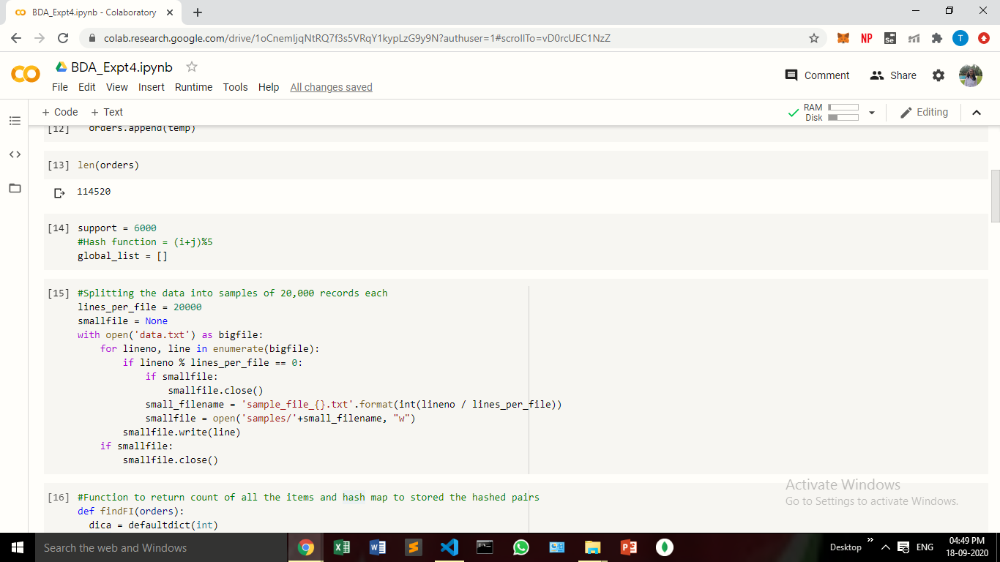 BDA_Expt4.ipynb - Colaboratory
colab.research.google.com/drive/1oCnemIjqNtRQ7f3s5VRqY1kypLzG9y9N?authuser=1#scrollTo=vD0rcUEC1NzZ
NP
Se
T
BDA_Expt4.ipynb
File Edit View Insert Runtime Tools Help All changes saved
Comment
Share
+ Code + Text
RAM
Disk
Editing
[12] orders.append(temp)
[13] len(orders)
114520
[14] support = 6000
#Hash function = (i+j)%5
global_list = []
[15] #Splitting the data into samples of 20,000 records each
lines_per_file = 20000
smallfile = None
with open('data.txt') as bigfile:
for lineno, line in enumerate(bigfile):
if lineno % lines_per_file == 0:
if smallfile:
smallfile.close()
small_filename = 'sample_file_{}.txt'.format(int(lineno / lines_per_file))
smallfile = open('samples/'+small_filename, "w")
smallfile.write(line)
if smallfile:
smallfile.close()
[16] #Function to return count of all the items and hash map to stored the hashed pairs
def findFI(orders):
dica = defaultdict(int)
Activate Windows
Go to Settings to activate Windows.
Search the web and Windows
Desktop
ENG
04:49 PM
18-09-2020